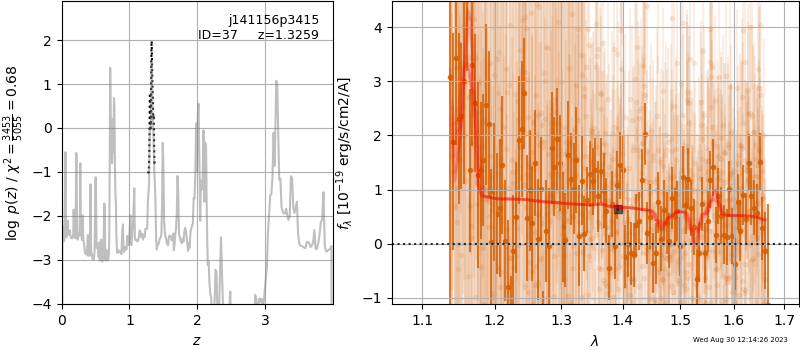 j141156p3415
ID=37 z=1.3259
log p(z) / χ² = 3453/5055 = 0.68
2
1
0
−1
−2
−3
−4
0 1 2 3
z
f_λ [10⁻¹⁹ erg/s/cm2/A]
4
3
2
1
0
−1
1.1 1.2 1.3 1.4 1.5 1.6 1.7
λ
Wed Aug 30 12:14:26 2023